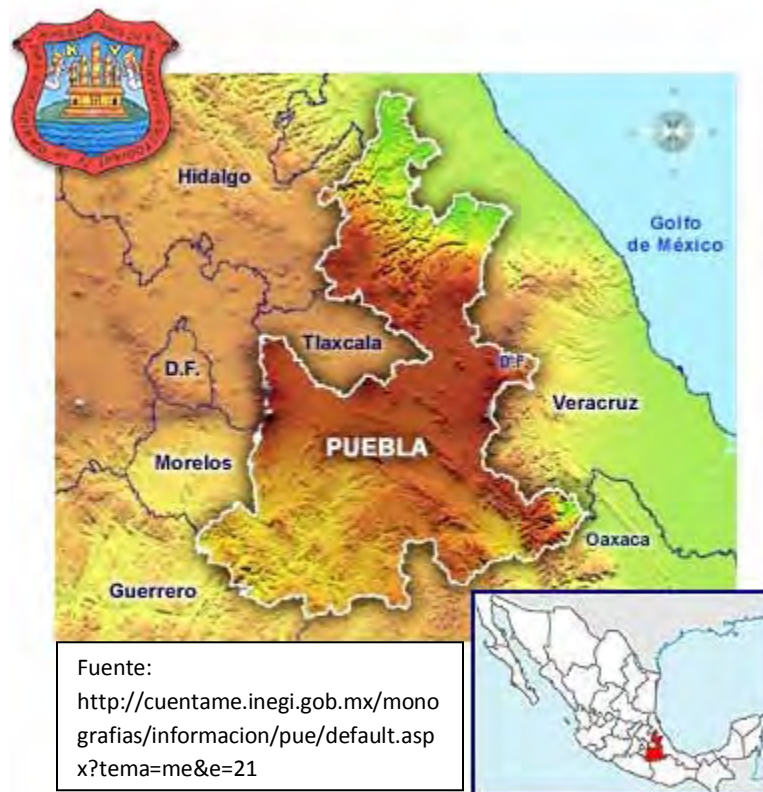 K V
Hidalgo
Golfo
de México
Tlaxcala
D.F.
D.F.
Veracruz
PUEBLA
Morelos
Oaxaca
Guerrero
Fuente:
http://cuentame.inegi.gob.mx/mono
grafias/informacion/pue/default.asp
x?tema=me&e=21